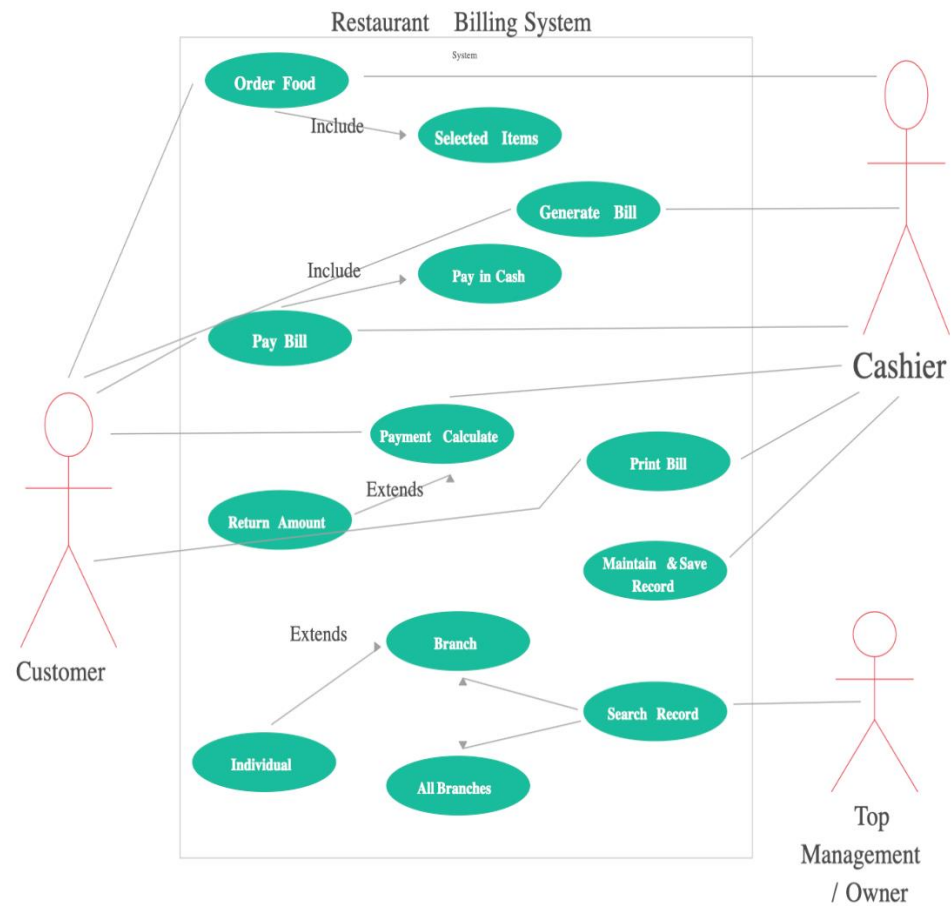 Restaurant Billing System
System
Order Food
Include
Selected Items
Generate Bill
Include
Pay in Cash
Pay Bill
Cashier
Payment Calculate
Print Bill
Extends
Return Amount
Maintain & Save
Record
Extends
Branch
Customer
Search Record
Individual
All Branches
Top
Management
/ Owner